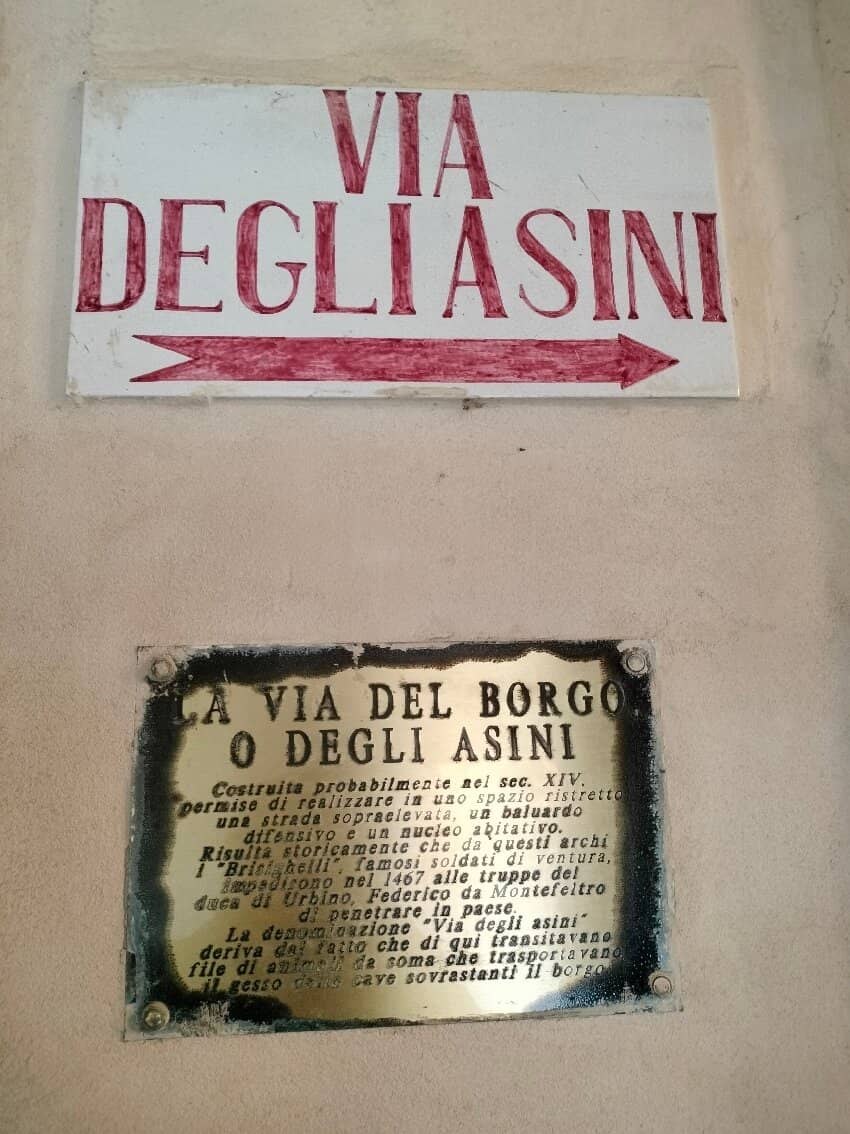 VIA
DEGLI ASINI
LA VIA DEL BORGO
O DEGLI ASINI
Costruita probabilmente nel sec. XIV.
permise di realizzare in uno spazio ristretto
una strada sopraelevata, un baluardo
difensivo e un nucleo abitativo.
Risulta storicamente che da questi archi
i "Brisighelli", famosi soldati di ventura,
impedirono nel 1467 alle truppe del
duca di Urbino, Federico da Montefeltro
di penetrare in paese.
La denominazione "Via degli asini"
deriva dal fatto che di qui transitavano
file di animali da soma che trasportavano
il gesso dalle cave sovrastanti il borgo